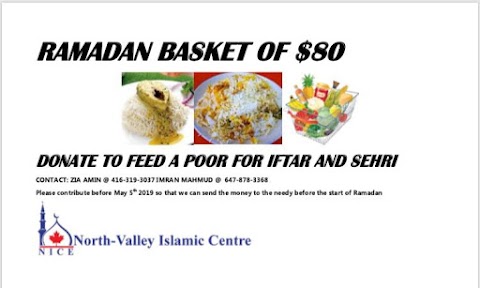 RAMADAN BASKET OF $80
DONATE TO FEED A POOR FOR IFTAR AND SEHRI
CONTACT: ZIA AMIN @ 416-319-3037 IMRAN MAHMUD @ 647-878-3368
Please contribute before May 5th 2019 so that we can send the money to the needy before the start of Ramadan
NICE
North-Valley Islamic Centre